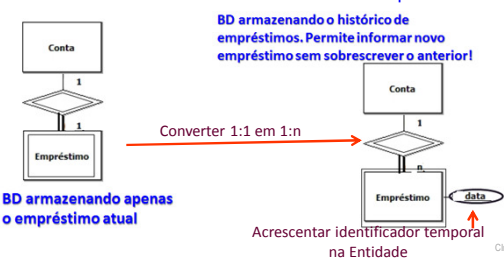 BD armazenando o histórico de
empréstimos. Permite informar novo
empréstimo sem sobrescrever o anterior!
Conta
1
1
Empréstimo
BD armazenando apenas
o empréstimo atual
Converter 1:1 em 1:n
Conta
1
n
Empréstimo
data
Acrescentar identificador temporal
na Entidade